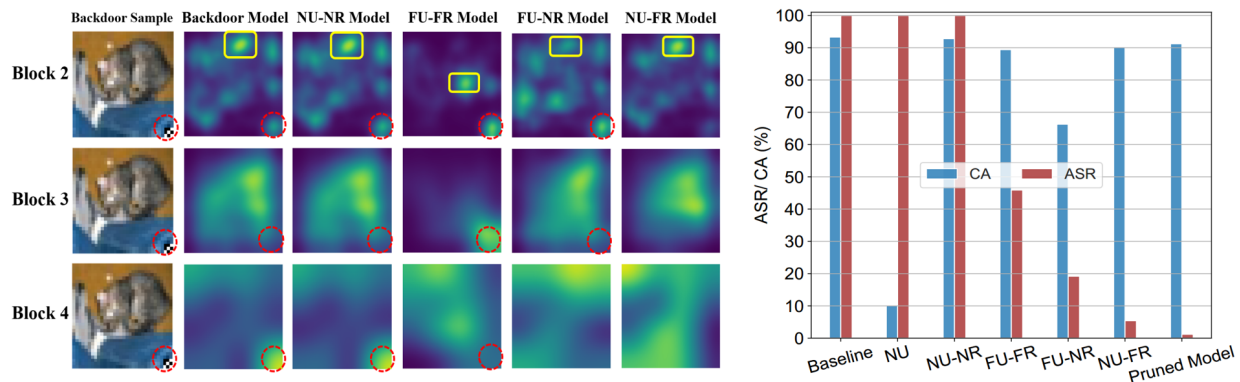 Backdoor Sample Backdoor Model NU-NR Model FU-FR Model FU-NR Model NU-FR Model
Block 2
Block 3
Block 4
ASR/ CA (%)
100
90
80
70
60
50
40
30
20
10
0
CA ASR
Baseline NU NU-NR FU-FR FU-NR NU-FR Pruned Model